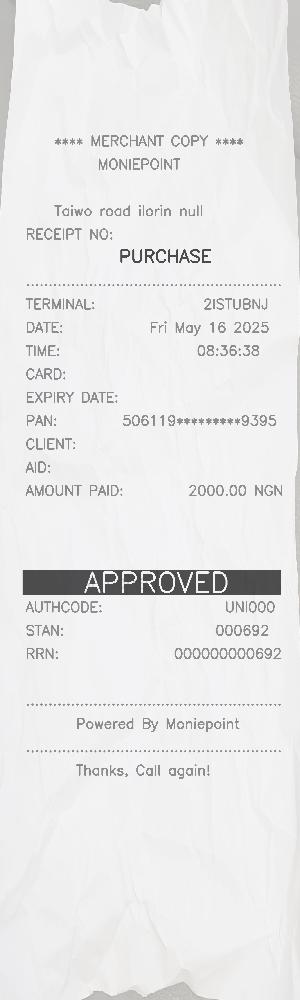 **** MERCHANT COPY ****
MONIEPOINT
Taiwo road ilorin null
RECEIPT NO:
PURCHASE
TERMINAL: 2ISTUBNJ
DATE: Fri May 16 2025
TIME: 08:36:38
CARD:
EXPIRY DATE:
PAN: 506119*********9395
CLIENT:
AID:
AMOUNT PAID: 2000.00 NGN
APPROVED
AUTHCODE: UNI000
STAN: 000692
RRN: 000000000692
Powered By Moniepoint
Thanks, Call again!